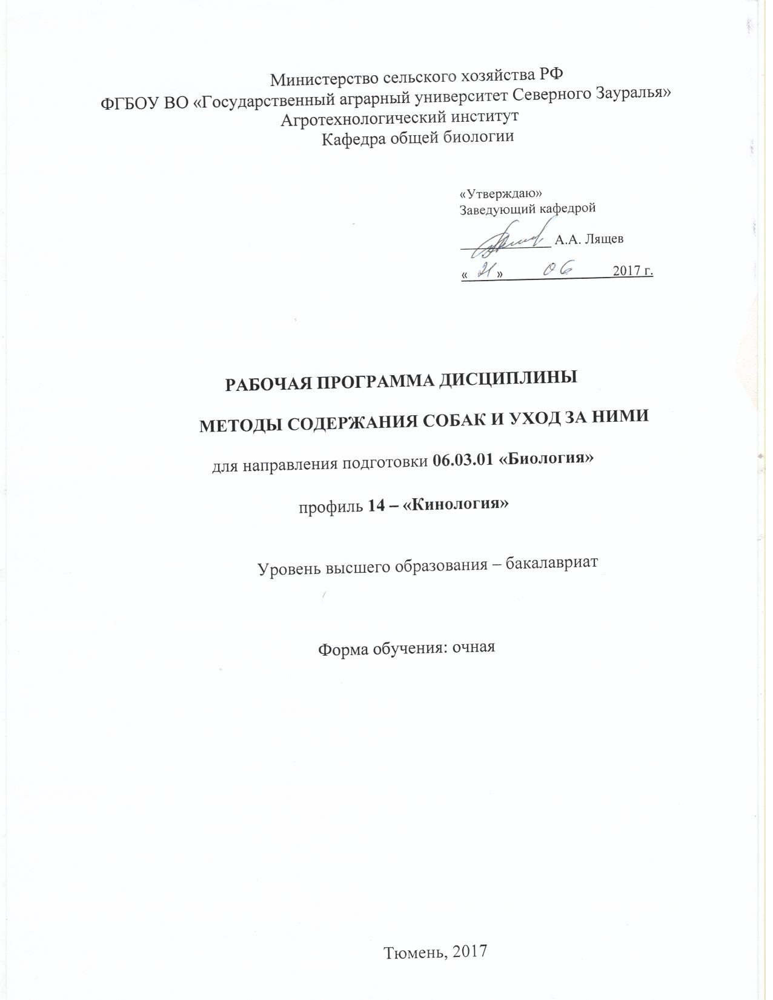 Министерство сельского хозяйства РФ
ФГБОУ ВО «Государственный аграрный университет Северного Зауралья»
Агротехнологический институт
Кафедра общей биологии
«Утверждаю»
Заведующий кафедрой
А.А. Лящев
« 21 » 06 2017 г.
РАБОЧАЯ ПРОГРАММА ДИСЦИПЛИНЫ
МЕТОДЫ СОДЕРЖАНИЯ СОБАК И УХОД ЗА НИМИ
для направления подготовки 06.03.01 «Биология»
профиль 14 – «Кинология»
Уровень высшего образования – бакалавриат
Форма обучения: очная
Тюмень, 2017